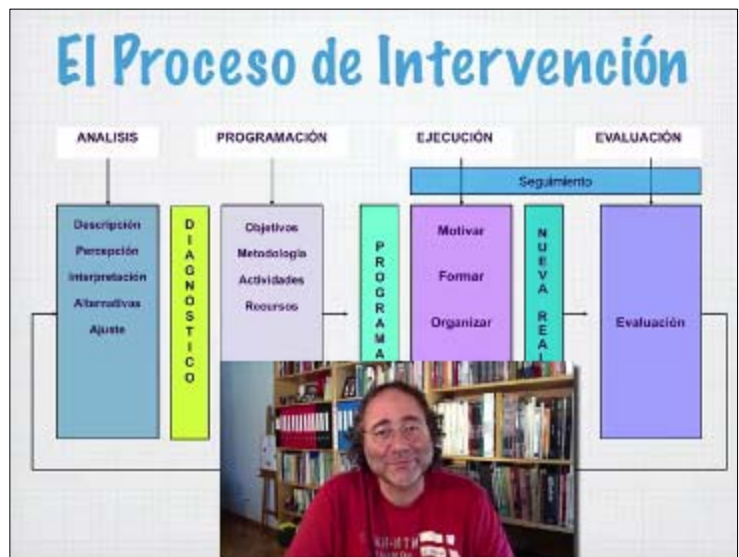 El Proceso de Intervención
ANALISIS
PROGRAMACIÓN
EJECUCIÓN
EVALUACIÓN
Seguimiento
Descripción
Percepción
Interpretación
Alternativas
Ajuste
DIAGNOSTICO
Objetivos
Metodología
Actividades
Recursos
PROGRAMA
Motivar
Formar
Organizar
NUEVA REAL
Evaluación